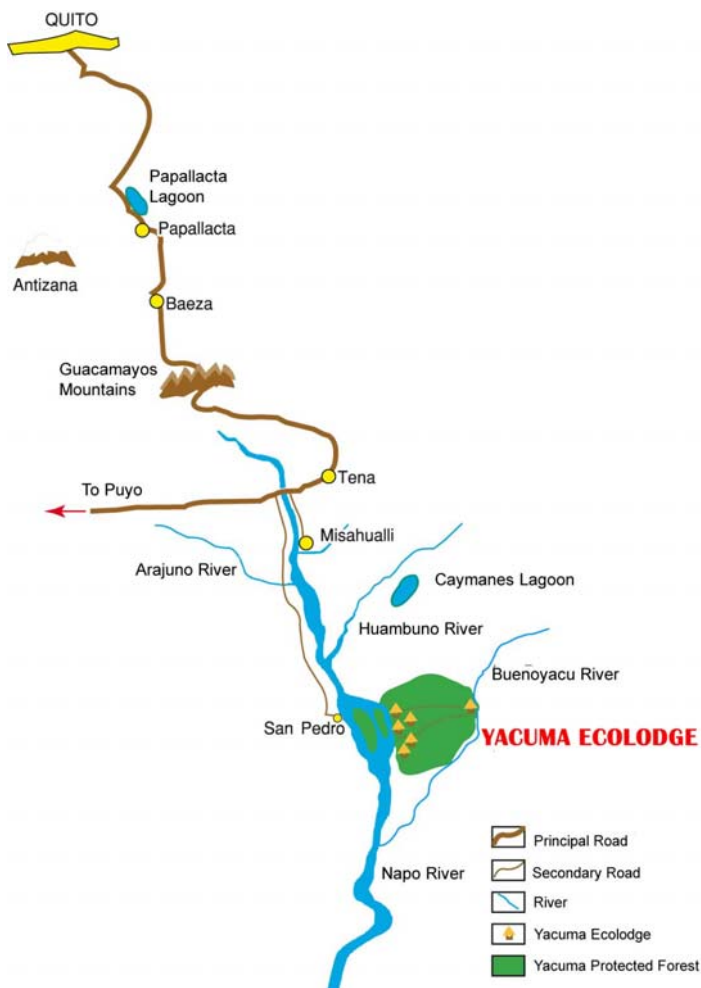 QUITO
Papallacta
Lagoon
Papallacta
Antizana
Baeza
Guacamayos
Mountains
Tena
To Puyo
Misahualli
Arajuno River
Caymanes Lagoon
Huambuno River
Bueñoyacu River
San Pedro
YACUMA ECOLODGE
Napo River
Principal Road
Secondary Road
River
Yacuma Ecolodge
Yacuma Protected Forest